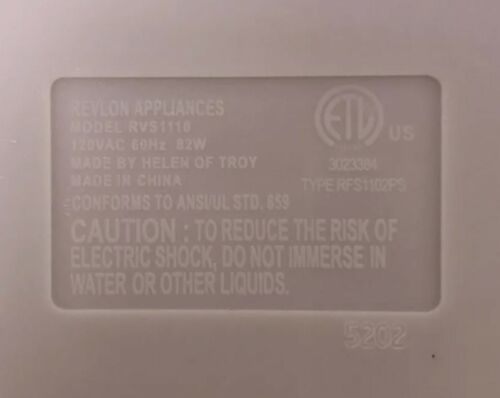 REVLON APPLIANCES
MODEL RVS1110
120VAC 60Hz 82W
MADE BY HELEN OF TROY
MADE IN CHINA
CONFORMS TO ANSI/UL STD. 859
ETL
US
3023384
TYPE RFS1102PS
CAUTION : TO REDUCE THE RISK OF
ELECTRIC SHOCK, DO NOT IMMERSE IN
WATER OR OTHER LIQUIDS.
5202